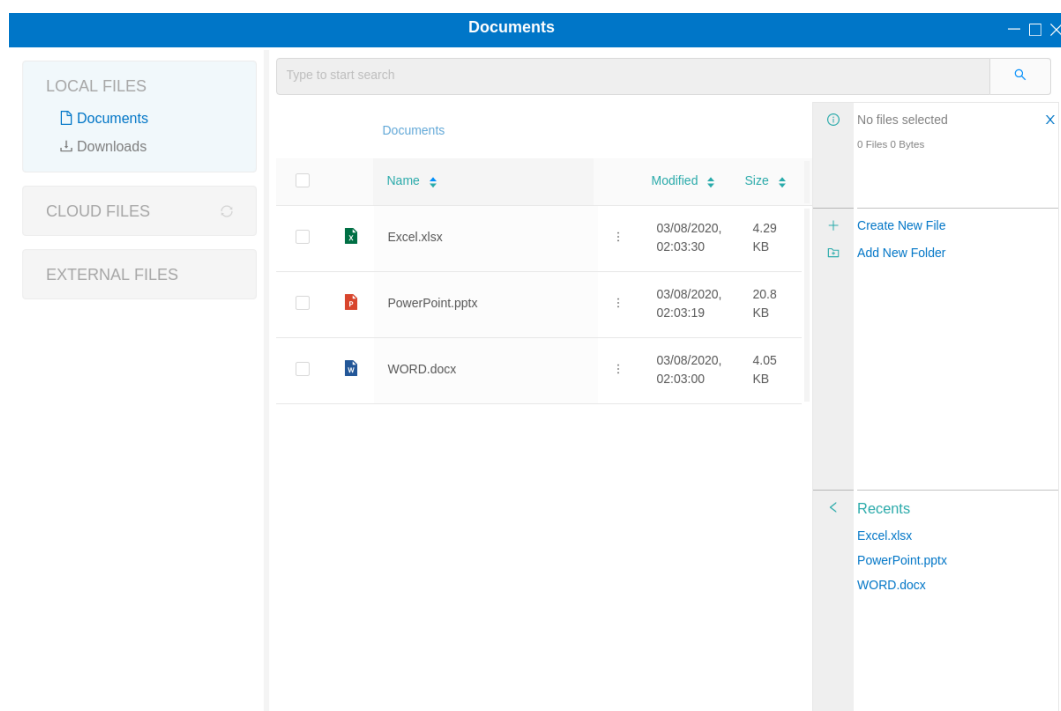 Documents
LOCAL FILES
Documents
Downloads
CLOUD FILES
EXTERNAL FILES
Type to start search
Documents
Name
Modified
Size
X
Excel.xlsx
03/08/2020,
02:03:30
4.29
KB
P
PowerPoint.pptx
03/08/2020,
02:03:19
20.8
KB
W
WORD.docx
03/08/2020,
02:03:00
4.05
KB
No files selected
X
0 Files 0 Bytes
Create New File
Add New Folder
Recents
Excel.xlsx
PowerPoint.pptx
WORD.docx